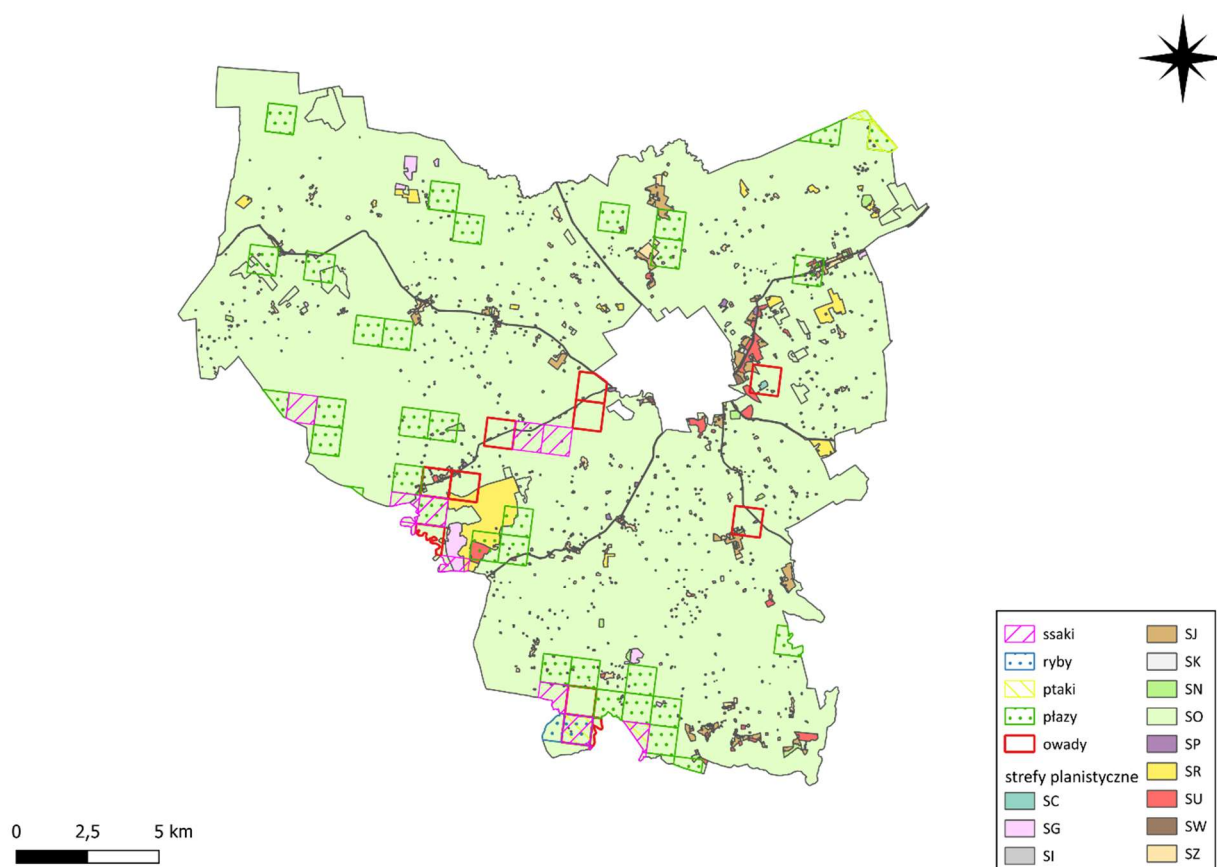 ssaki
ryby
ptaki
płazy
owady
strefy planistyczne
SC
SG
SI
SJ
SK
SN
SO
SP
SR
SU
SW
SZ
0 2,5 5 km